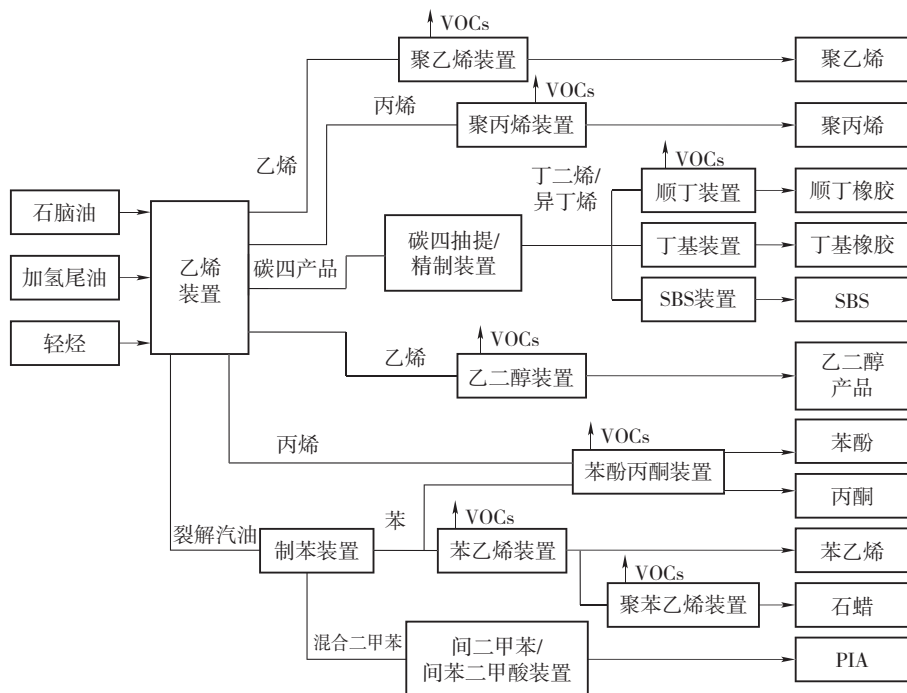 VOCs
聚乙烯装置
聚乙烯
丙烯
VOCs
聚丙烯装置
聚丙烯
乙烯
丁二烯/
异丁烯
VOCs
顺丁装置
顺丁橡胶
石脑油
加氢尾油
轻烃
乙烯
装置
碳四产品
碳四抽提/
精制装置
丁基装置
丁基橡胶
SBS装置
SBS
乙烯
VOCs
乙二醇装置
乙二醇
产品
丙烯
VOCs
苯酚丙酮装置
苯酚
丙酮
裂解汽油
制苯装置
苯
VOCs
苯乙烯装置
苯乙烯
VOCs
聚苯乙烯装置
石蜡
混合二甲苯
间二甲苯/
间苯二甲酸装置
PIA